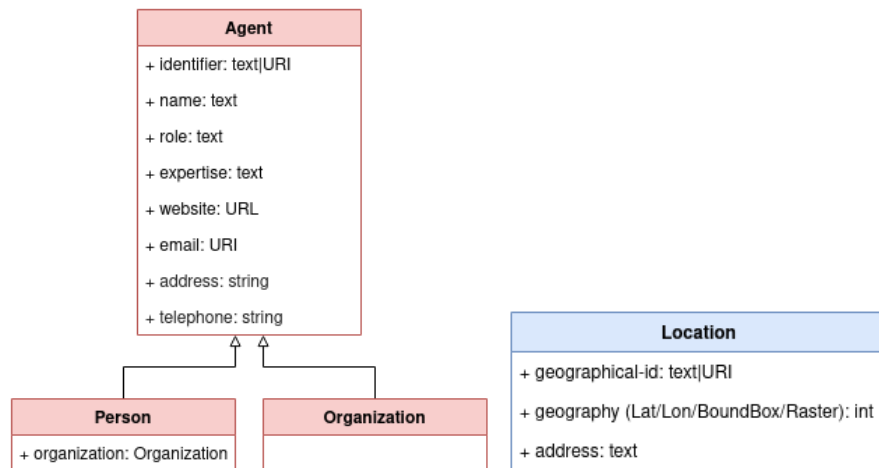 Agent
+ identifier: text|URI
+ name: text
+ role: text
+ expertise: text
+ website: URL
+ email: URI
+ address: string
+ telephone: string
Person
+ organization: Organization
Organization
Location
+ geographical-id: text|URI
+ geography (Lat/Lon/BoundBox/Raster): int
+ address: text